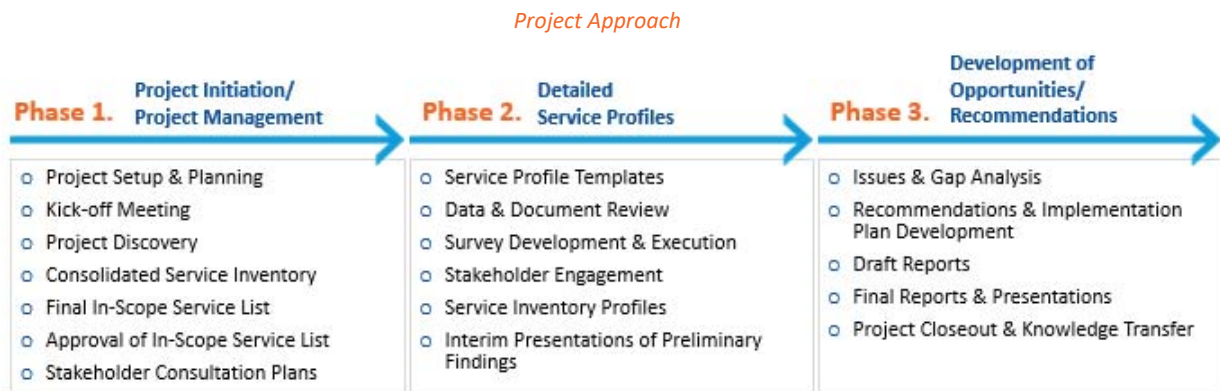 Project Approach
Phase 1.
Project Initiation/
Project Management
o Project Setup & Planning
o Kick-off Meeting
o Project Discovery
o Consolidated Service Inventory
o Final In-Scope Service List
o Approval of In-Scope Service List
o Stakeholder Consultation Plans
Phase 2.
Detailed
Service Profiles
o Service Profile Templates
o Data & Document Review
o Survey Development & Execution
o Stakeholder Engagement
o Service Inventory Profiles
o Interim Presentations of Preliminary
Findings
Phase 3.
Development of
Opportunities/
Recommendations
o Issues & Gap Analysis
o Recommendations & Implementation
Plan Development
o Draft Reports
o Final Reports & Presentations
o Project Closeout & Knowledge Transfer